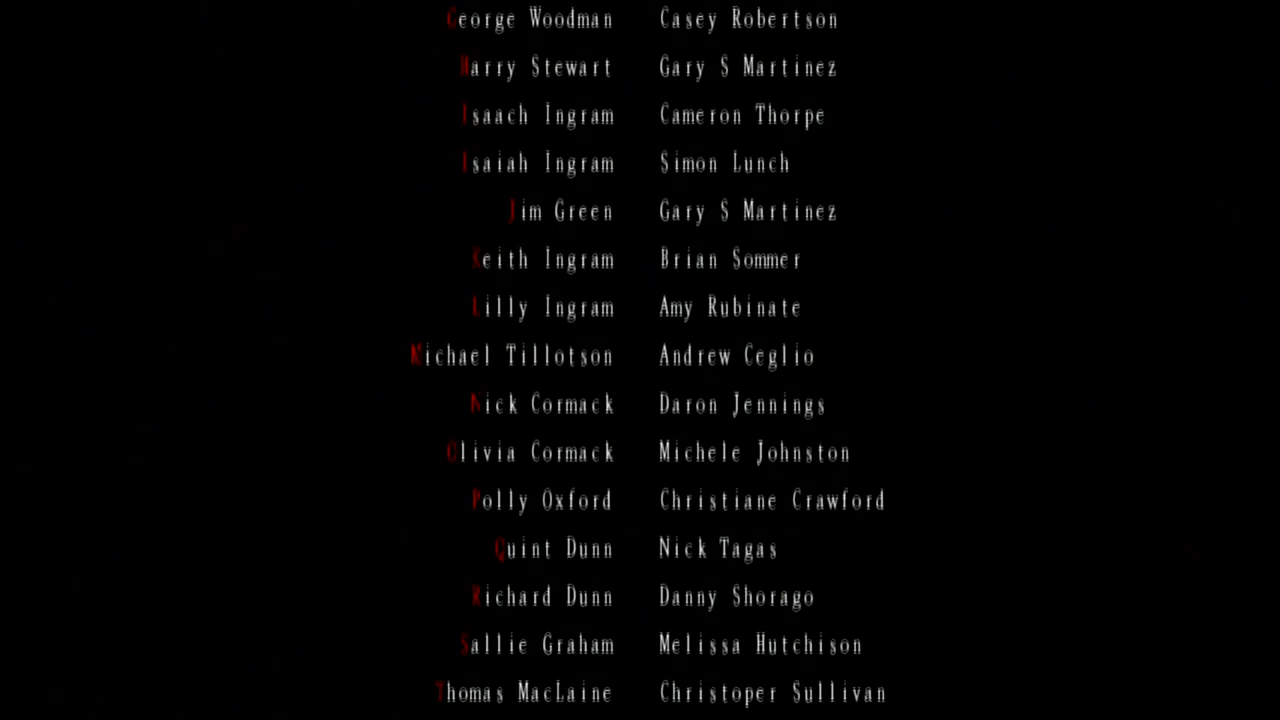 George Woodman Casey Robertson
Harry Stewart Gary S Martinez
Isaach Ingram Cameron Thorpe
Isaiah Ingram Simon Lunch
Jim Green Gary S Martinez
Keith Ingram Brian Sommer
Lilly Ingram Amy Rubinate
Michael Tillotson Andrew Ceglio
Nick Cormack Daron Jennings
Olivia Cormack Michele Johnston
Polly Oxford Christiane Crawford
Quint Dunn Nick Tagas
Richard Dunn Danny Shorago
Sallie Graham Melissa Hutchison
Thomas MacLaine Christoper Sullivan